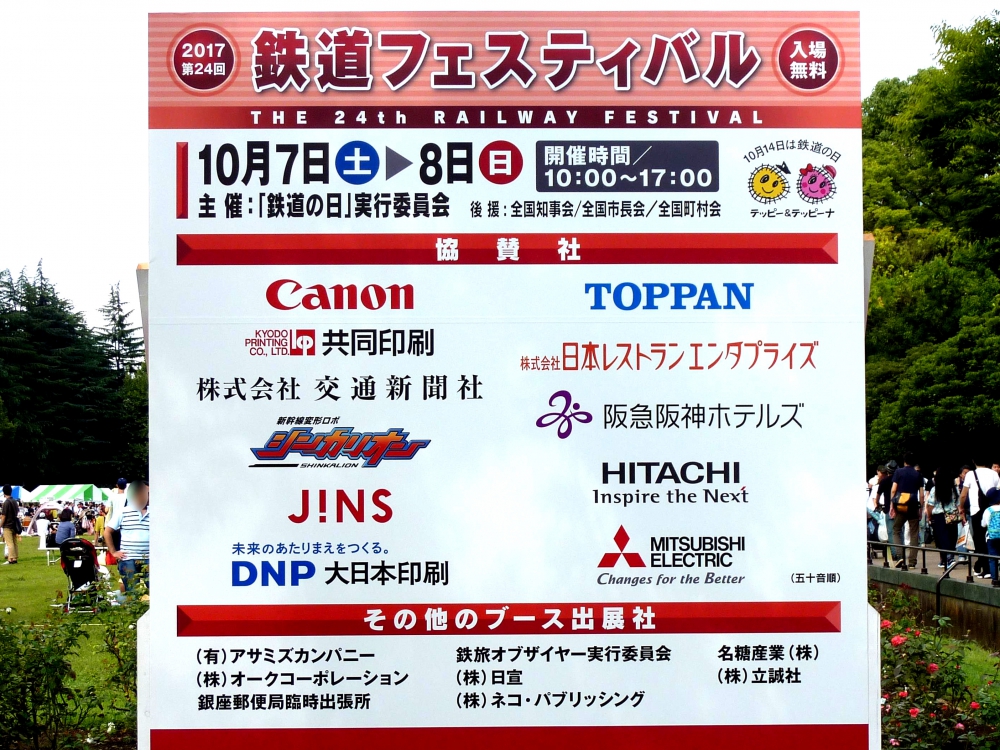 2017
第24回
鉄道フェスティバル
入場
無料
THE 24th RAILWAY FESTIVAL
10月7日土▶8日日
開催時間/
10:00~17:00
主催:「鉄道の日」実行委員会
後援:全国知事会/全国市長会/全国町村会
10月14日は鉄道の日
テッピー&テッピーナ
協賛社
Canon
TOPPAN
KYODO
PRINTING
CO., LTD.
共同印刷
株式会社日本レストランエンタプライズ
株式会社 交通新聞社
阪急阪神ホテルズ
新幹線変形ロボ
シンカリオン
SHINKALION
HITACHI
Inspire the Next
J!NS
MITSUBISHI
ELECTRIC
Changes for the Better
未来のあたりまえをつくる。
DNP 大日本印刷
(五十音順)
その他のブース出展社
(有)アサミズカンパニー
(株)オークコーポレーション
銀座郵便局臨時出張所
鉄旅オブザイヤー実行委員会
(株)日宣
(株)ネコ・パブリッシング
名糖産業(株)
(株)立誠社